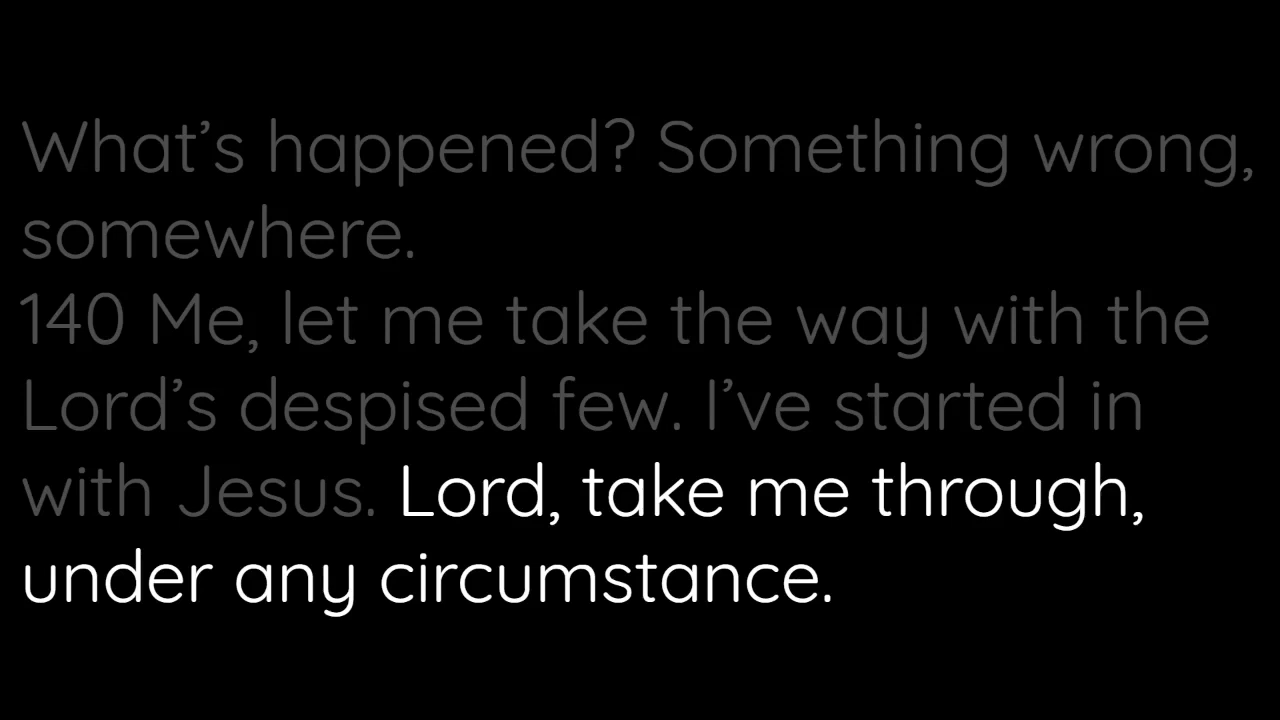 What’s happened? Something wrong,
somewhere.
140 Me, let me take the way with the
Lord’s despised few. I’ve started in
with Jesus. Lord, take me through,
under any circumstance.